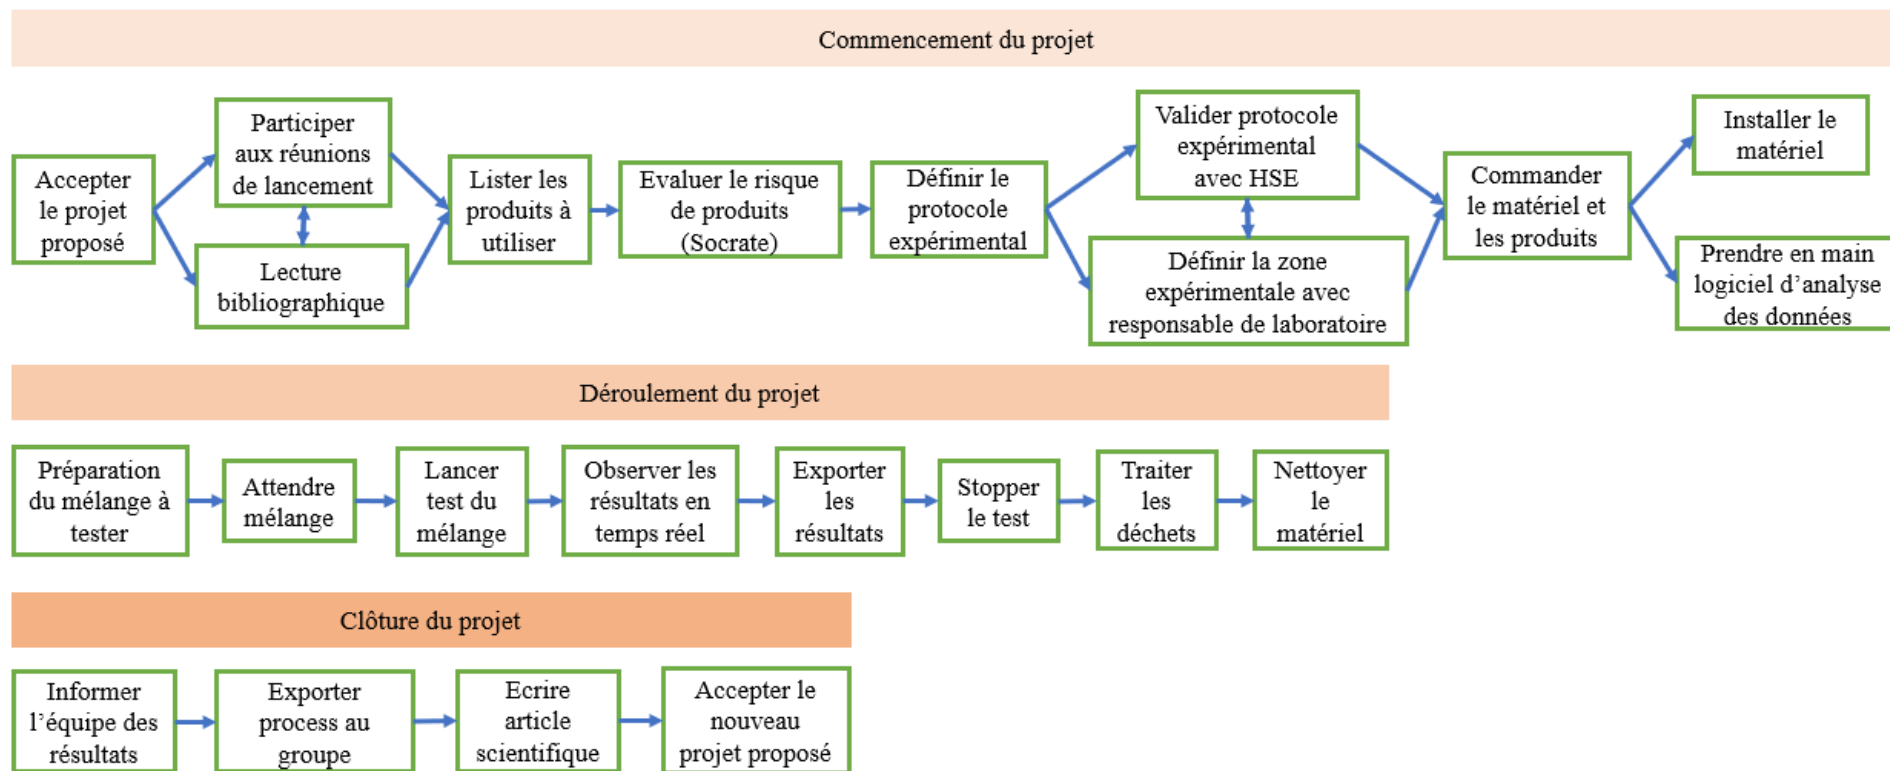 Commencement du projet
Accepter
le projet
proposé
Participer
aux réunions
de lancement
Lecture
bibliographique
Lister les
produits à
utiliser
Evaluer le risque
de produits
(Socrate)
Définir le
protocole
expérimental
Valider protocole
expérimental
avec HSE
Définir la zone
expérimentale avec
responsable de laboratoire
Commander
le matériel et
les produits
Installer le
matériel
Prendre en main
logiciel d’analyse
des données
Déroulement du projet
Préparation
du mélange à
tester
Attendre
mélange
Lancer
test du
mélange
Observer les
résultats en
temps réel
Exporter
les
résultats
Stopper
le test
Traiter
les
déchets
Nettoyer
le
matériel
Clôture du projet
Informer
l’équipe des
résultats
Exporter
process au
groupe
Ecrire
article
scientifique
Accepter le
nouveau
projet proposé